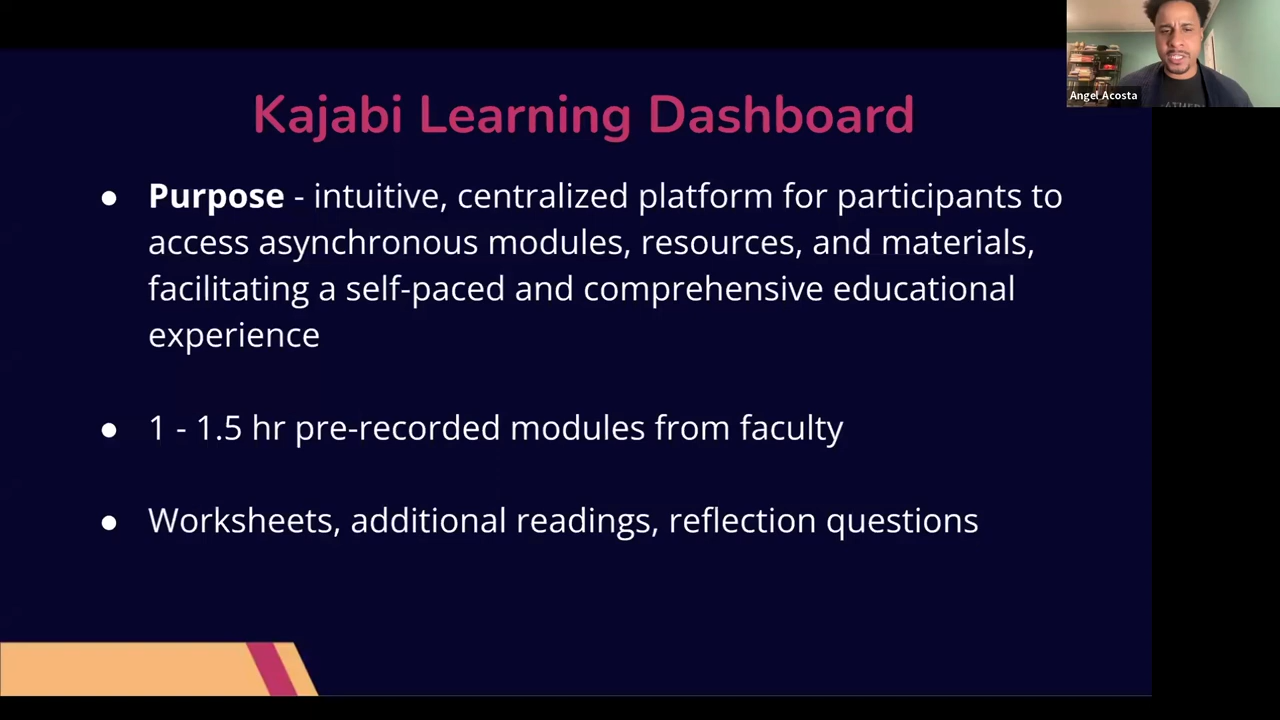 Kajabi Learning Dashboard
● Purpose - intuitive, centralized platform for participants to
access asynchronous modules, resources, and materials,
facilitating a self-paced and comprehensive educational
experience
● 1 - 1.5 hr pre-recorded modules from faculty
● Worksheets, additional readings, reflection questions
Angel Acosta